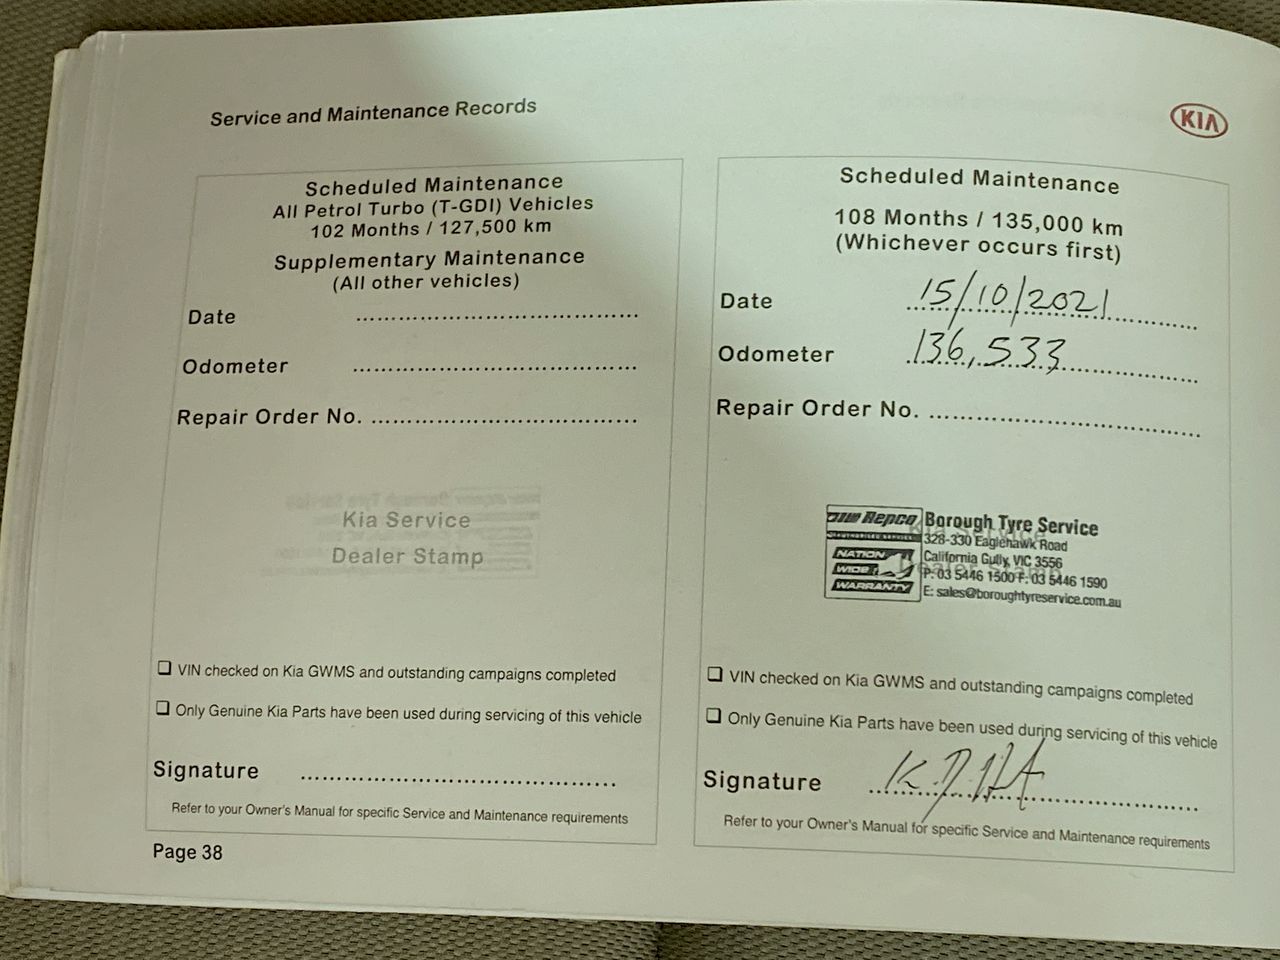 Service and Maintenance Records
KIA
Scheduled Maintenance
All Petrol Turbo (T-GDI) Vehicles
102 Months / 127,500 km
Supplementary Maintenance
(All other vehicles)
Date ................................
Odometer ................................
Repair Order No. ................................
Kia Service
Dealer Stamp
❑ VIN checked on Kia GWMS and outstanding campaigns completed
❑ Only Genuine Kia Parts have been used during servicing of this vehicle
Signature ................................
Refer to your Owner's Manual for specific Service and Maintenance requirements
Page 38
Scheduled Maintenance
108 Months / 135,000 km
(Whichever occurs first)
Date 15/10/2021
Odometer 136,533
Repair Order No. ................................
Kia Service
Dealer Stamp
Repco
AUTHORISED SERVICE
NATION
WIDE
WARRANTY
Borough Tyre Service
328-330 Eaglehawk Road
California Gully, VIC 3556
P: 03 5446 1500 F: 03 5446 1590
E: sales@boroughtyreservice.com.au
❑ VIN checked on Kia GWMS and outstanding campaigns completed
❑ Only Genuine Kia Parts have been used during servicing of this vehicle
Signature
Refer to your Owner's Manual for specific Service and Maintenance requirements